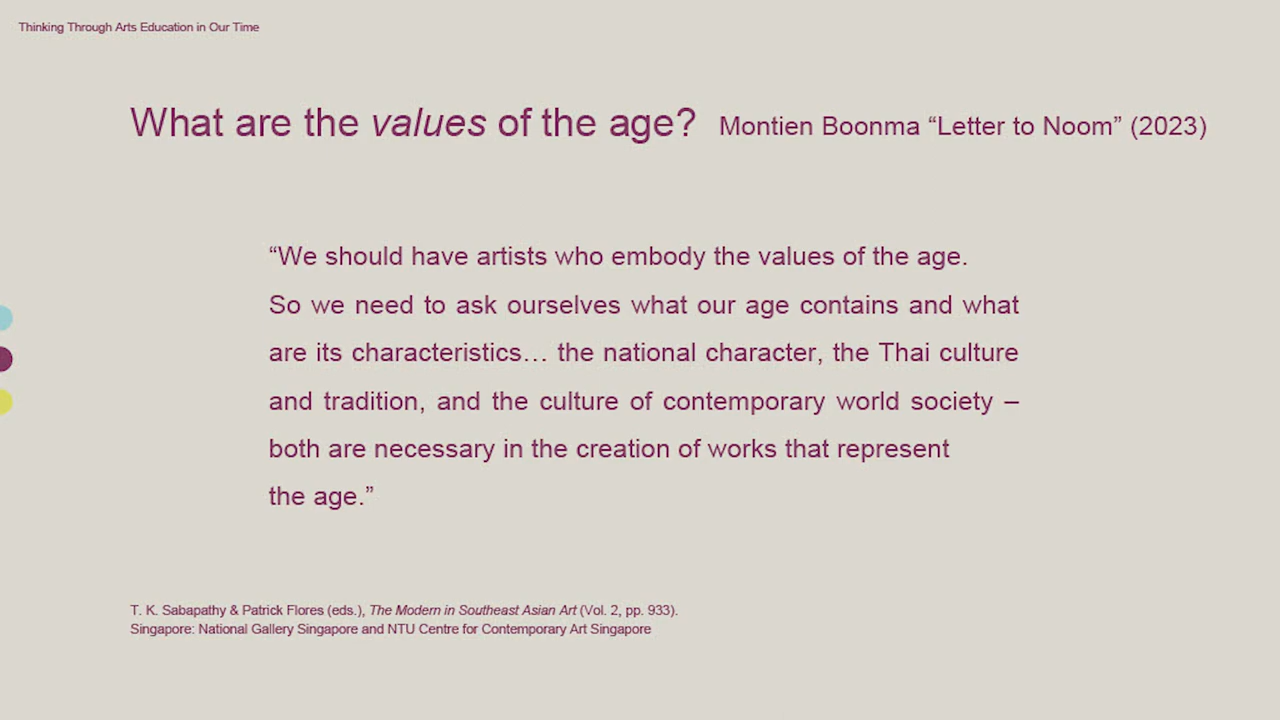 Thinking Through Arts Education in Our Time
What are the values of the age? Montien Boonma “Letter to Noom” (2023)
“We should have artists who embody the values of the age.
So we need to ask ourselves what our age contains and what
are its characteristics… the national character, the Thai culture
and tradition, and the culture of contemporary world society –
both are necessary in the creation of works that represent
the age.”
T. K. Sabapathy & Patrick Flores (eds.), The Modern in Southeast Asian Art (Vol. 2, pp. 933).
Singapore: National Gallery Singapore and NTU Centre for Contemporary Art Singapore